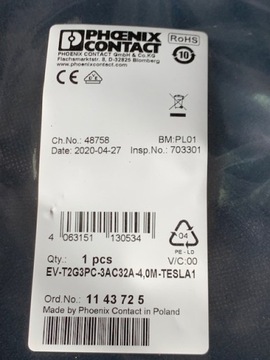 PHOENIX
CONTACT
RoHS
PHOENIX CONTACT GmbH & Co. KG
Flachsmarktstr. 8, D-32825 Blomberg
www.phoenixcontact.com
10
CE
Ch.No.: 48758 BM:PL01
Date: 2020-04-27 Insp.No.: 703301
4 063151 130534
04
PE-LD
Qty.: 1 pcs V/C:00
EV-T2G3PC-3AC32A-4,0M-TESLA1
Ord.No.: 11 43 72 5
Made by Phoenix Contact in Poland